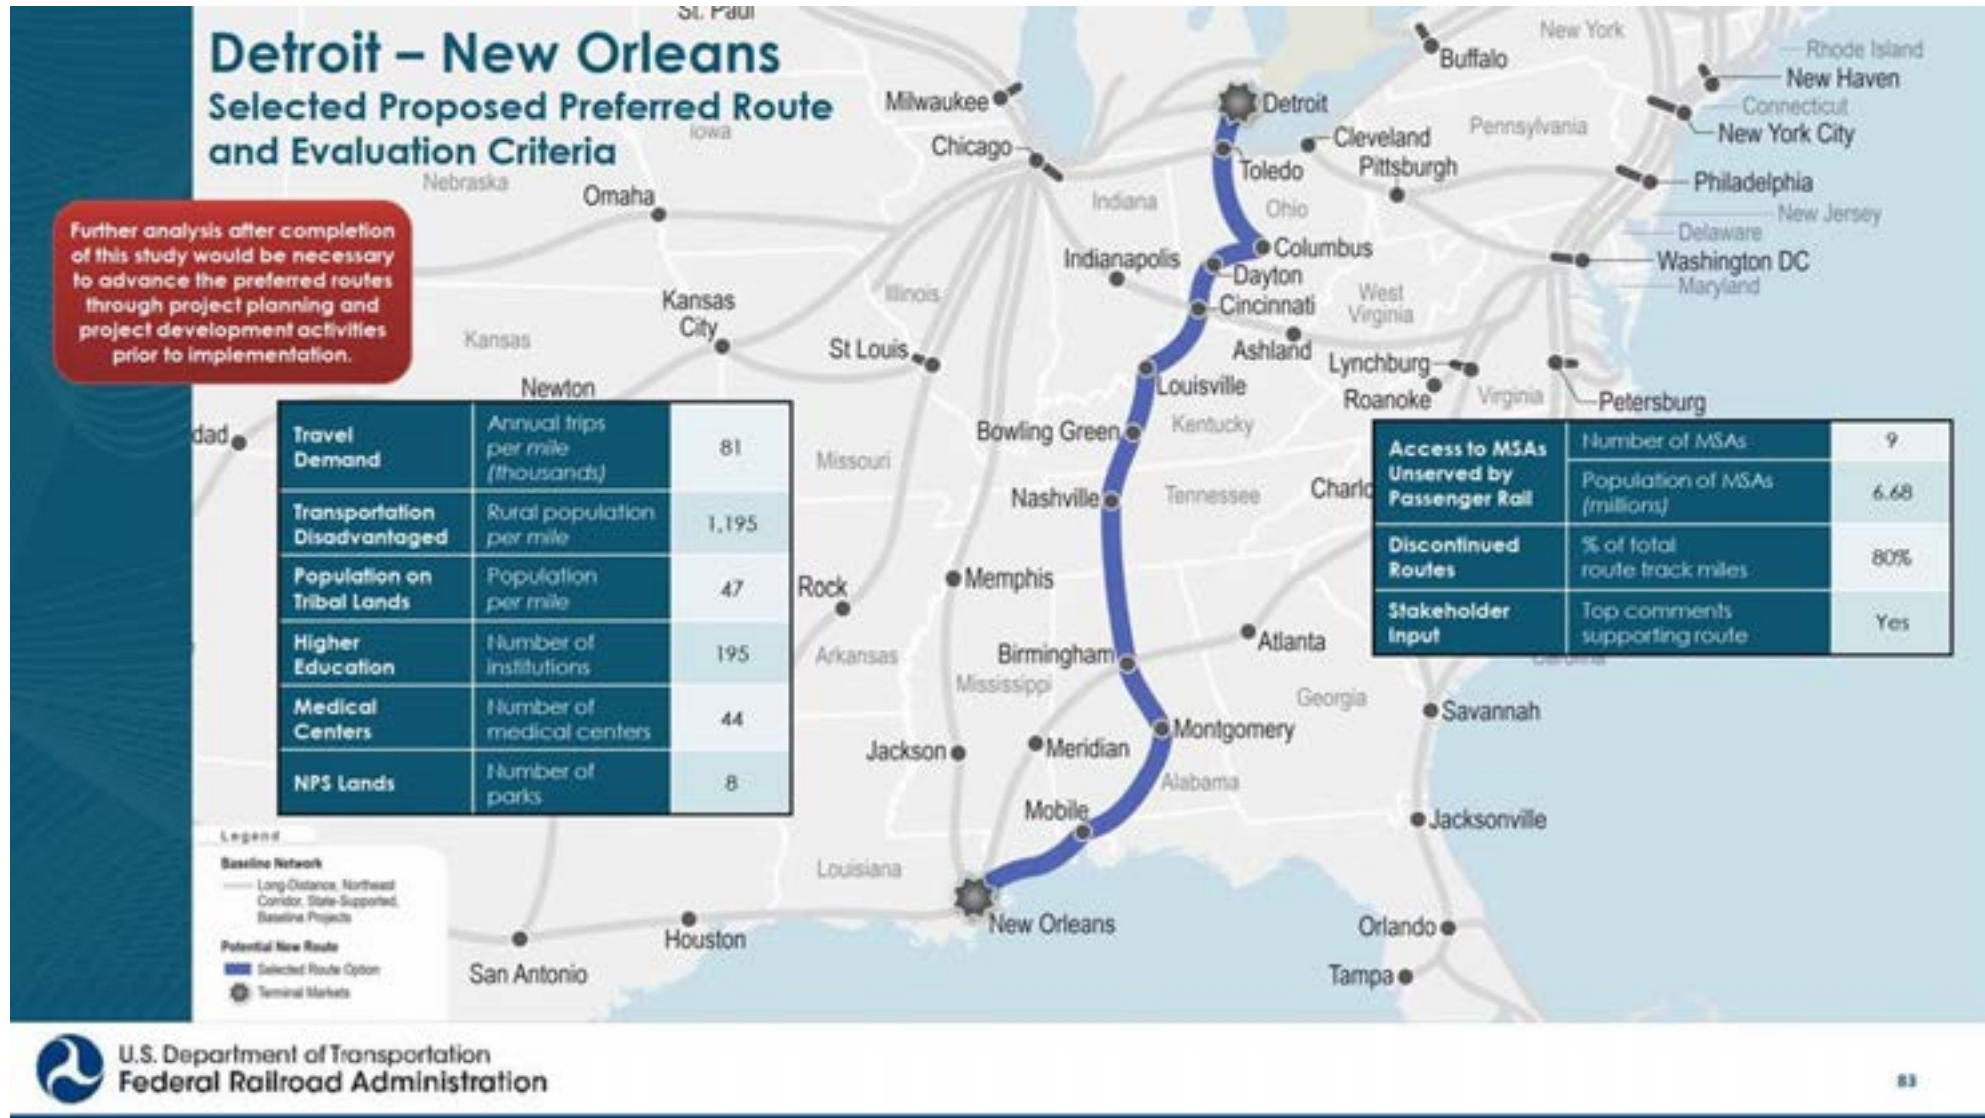 Detroit – New Orleans
Selected Proposed Preferred Route
and Evaluation Criteria
Further analysis after completion
of this study would be necessary
to advance the preferred routes
through project planning and
project development activities
prior to implementation.
St. Paul
Iowa
Nebraska
Omaha
Milwaukee
Chicago
Detroit
Toledo
Cleveland
Pittsburgh
Buffalo
New York
Pennsylvania
Rhode Island
New Haven
Connecticut
New York City
Philadelphia
New Jersey
Delaware
Washington DC
Maryland
Indiana
Ohio
Columbus
Indianapolis
Dayton
Cincinnati
West
Virginia
Ashland
Lynchburg
Roanoke
Virginia
Petersburg
Illinois
Kansas
City
Kansas
St Louis
Newton
Louisville
Bowling Green
Kentucky
Missouri
Nashville
Tennessee
Charlo
dad
Rock
Memphis
Arkansas
Birmingham
Mississippi
Atlanta
Georgia
Carolina
Savannah
Jackson
Meridian
Montgomery
Alabama
Mobile
Jacksonville
Louisiana
New Orleans
Houston
San Antonio
Orlando
Tampa
Travel
Demand
Annual trips
per mile
(thousands)
81
Transportation
Disadvantaged
Rural population
per mile
1,195
Population on
Tribal Lands
Population
per mile
47
Higher
Education
Number of
institutions
195
Medical
Centers
Number of
medical centers
44
NPS Lands
Number of
parks
8
Access to MSAs
Unserved by
Passenger Rail
Number of MSAs
9
Population of MSAs
(millions)
6.68
Discontinued
Routes
% of total
route track miles
80%
Stakeholder
Input
Top comments
supporting route
Yes
Legend
Baseline Network
Long-Distance, Northeast
Corridor, State-Supported,
Baseline Projects
Potential New Route
Selected Route Option
Terminal Markets
U.S. Department of Transportation
Federal Railroad Administration
83